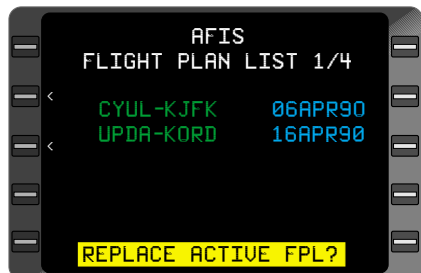 AFIS
FLIGHT PLAN LIST 1/4
<
CYUL-KJFK 06APR90
UPDA-KORD 16APR90
<
REPLACE ACTIVE FPL?